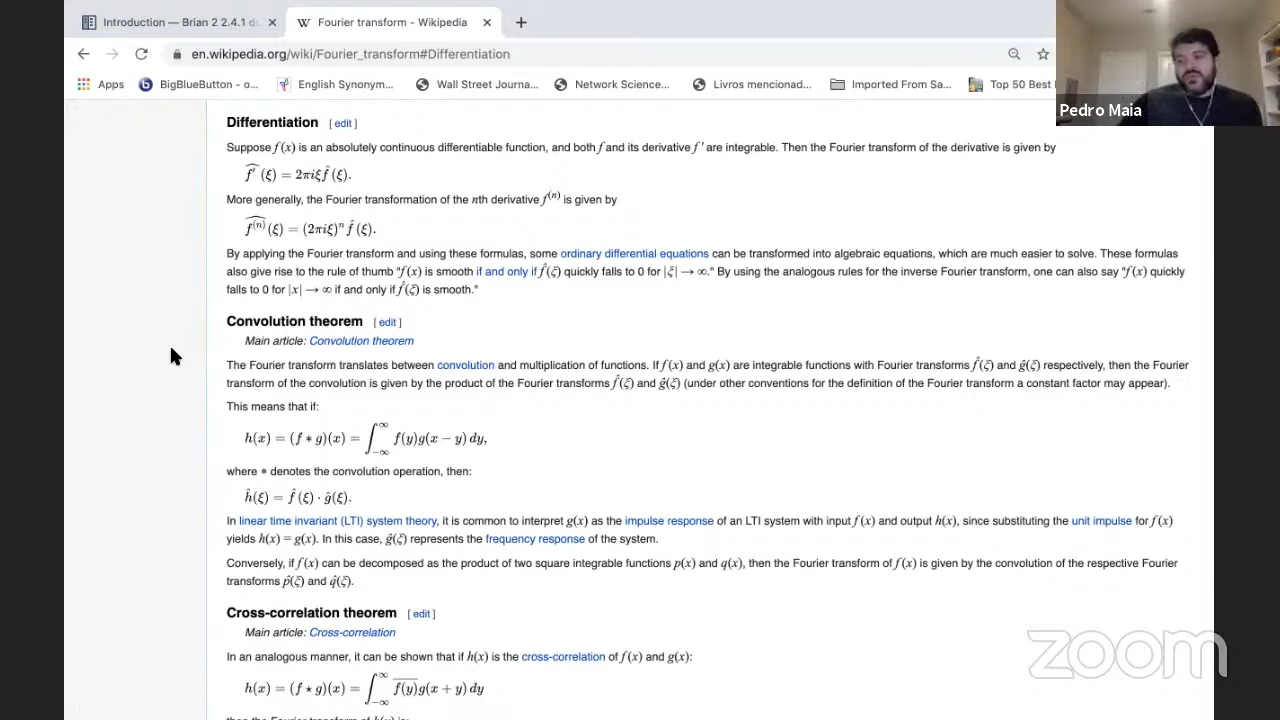 Introduction — Brian 2 2.4.1 d
Fourier transform - Wikipedia
en.wikipedia.org/wiki/Fourier_transform#Differentiation
Apps
BigBlueButton - o...
English Synonym...
Wall Street Journa...
Network Science...
Livros mencionad...
Imported From Sa...
Top 50 Best
Pedro Maia
Differentiation [ edit ]
Suppose f(x) is an absolutely continuous differentiable function, and both f and its derivative f′ are integrable. Then the Fourier transform of the derivative is given by
f̂′(ξ) = 2πiξf̂(ξ).
More generally, the Fourier transformation of the nth derivative f⁽ⁿ⁾ is given by
f̂⁽ⁿ⁾(ξ) = (2πiξ)ⁿ f̂(ξ).
By applying the Fourier transform and using these formulas, some ordinary differential equations can be transformed into algebraic equations, which are much easier to solve. These formulas
also give rise to the rule of thumb "f(x) is smooth if and only if f̂(ξ) quickly falls to 0 for |ξ| → ∞." By using the analogous rules for the inverse Fourier transform, one can also say "f(x) quickly
falls to 0 for |x| → ∞ if and only if f̂(ξ) is smooth."
Convolution theorem [ edit ]
Main article: Convolution theorem
The Fourier transform translates between convolution and multiplication of functions. If f(x) and g(x) are integrable functions with Fourier transforms f̂(ξ) and ĝ(ξ) respectively, then the Fourier
transform of the convolution is given by the product of the Fourier transforms f̂(ξ) and ĝ(ξ) (under other conventions for the definition of the Fourier transform a constant factor may appear).
This means that if:
h(x) = (f ∗ g)(x) = ∫_{−∞}^{∞} f(y)g(x − y) dy,
where ∗ denotes the convolution operation, then:
ĥ(ξ) = f̂(ξ) · ĝ(ξ).
In linear time invariant (LTI) system theory, it is common to interpret g(x) as the impulse response of an LTI system with input f(x) and output h(x), since substituting the unit impulse for f(x)
yields h(x) = g(x). In this case, ĝ(ξ) represents the frequency response of the system.
Conversely, if f(x) can be decomposed as the product of two square integrable functions p(x) and q(x), then the Fourier transform of f(x) is given by the convolution of the respective Fourier
transforms p̂(ξ) and q̂(ξ).
Cross-correlation theorem [ edit ]
Main article: Cross-correlation
In an analogous manner, it can be shown that if h(x) is the cross-correlation of f(x) and g(x):
h(x) = (f ⋆ g)(x) = ∫_{−∞}^{∞} f̅(̅y̅)̅g(x + y) dy
then the Fourier transform of h(x) is:
zoom